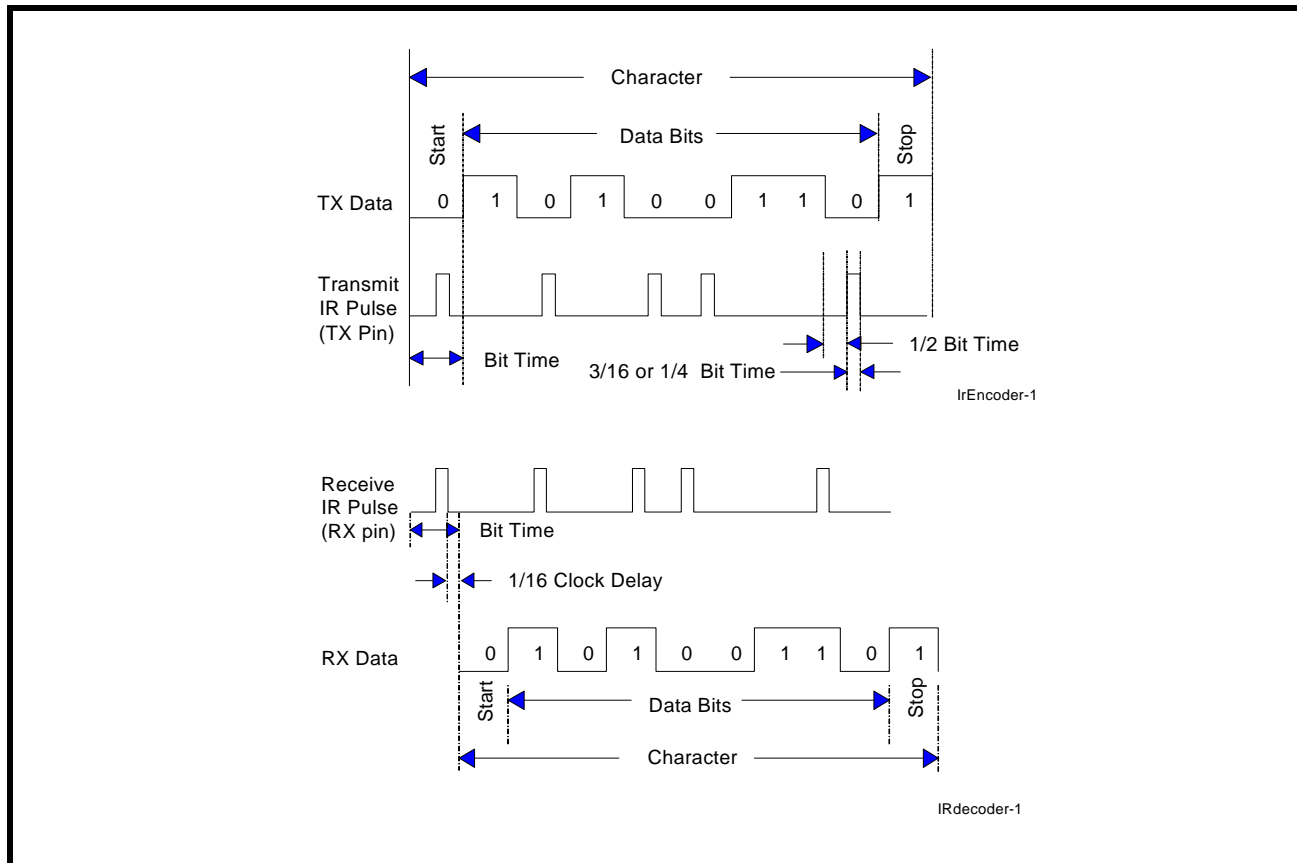 Character
Start
Data Bits
Stop
TX Data
0 1 0 1 0 0 1 1 0 1
Transmit
IR Pulse
(TX Pin)
Bit Time
1/2 Bit Time
3/16 or 1/4 Bit Time
IrEncoder-1
Receive
IR Pulse
(RX pin)
Bit Time
1/16 Clock Delay
RX Data
0 1 0 1 0 0 1 1 0 1
Start
Data Bits
Stop
Character
IRdecoder-1